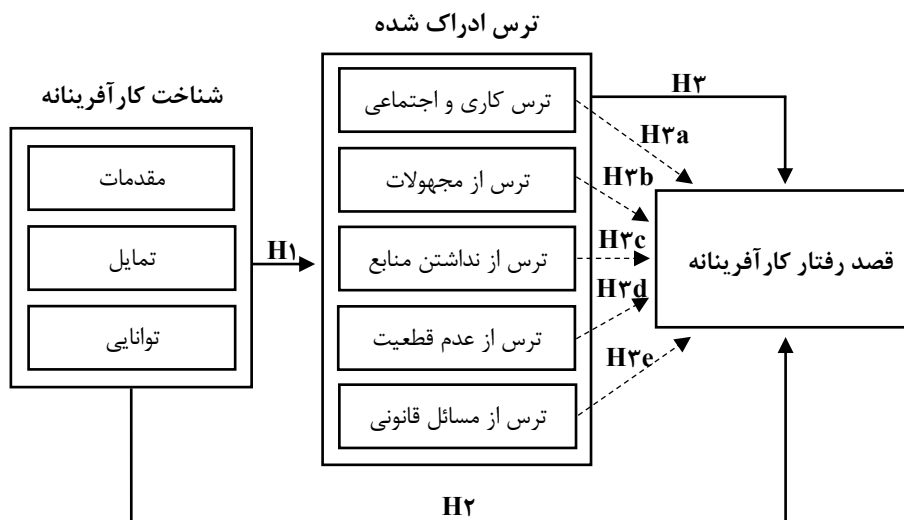 ترس ادراک شده
شناخت کارآفرینانه
ترس کاری و اجتماعی
ترس از مجهولات
ترس از نداشتن منابع
ترس از عدم قطعیت
ترس از مسائل قانونی
مقدمات
تمایل
توانایی
قصد رفتار کارآفرینانه
H۱
H۳
H۳a
H۳b
H۳c
H۳d
H۳e
H۲